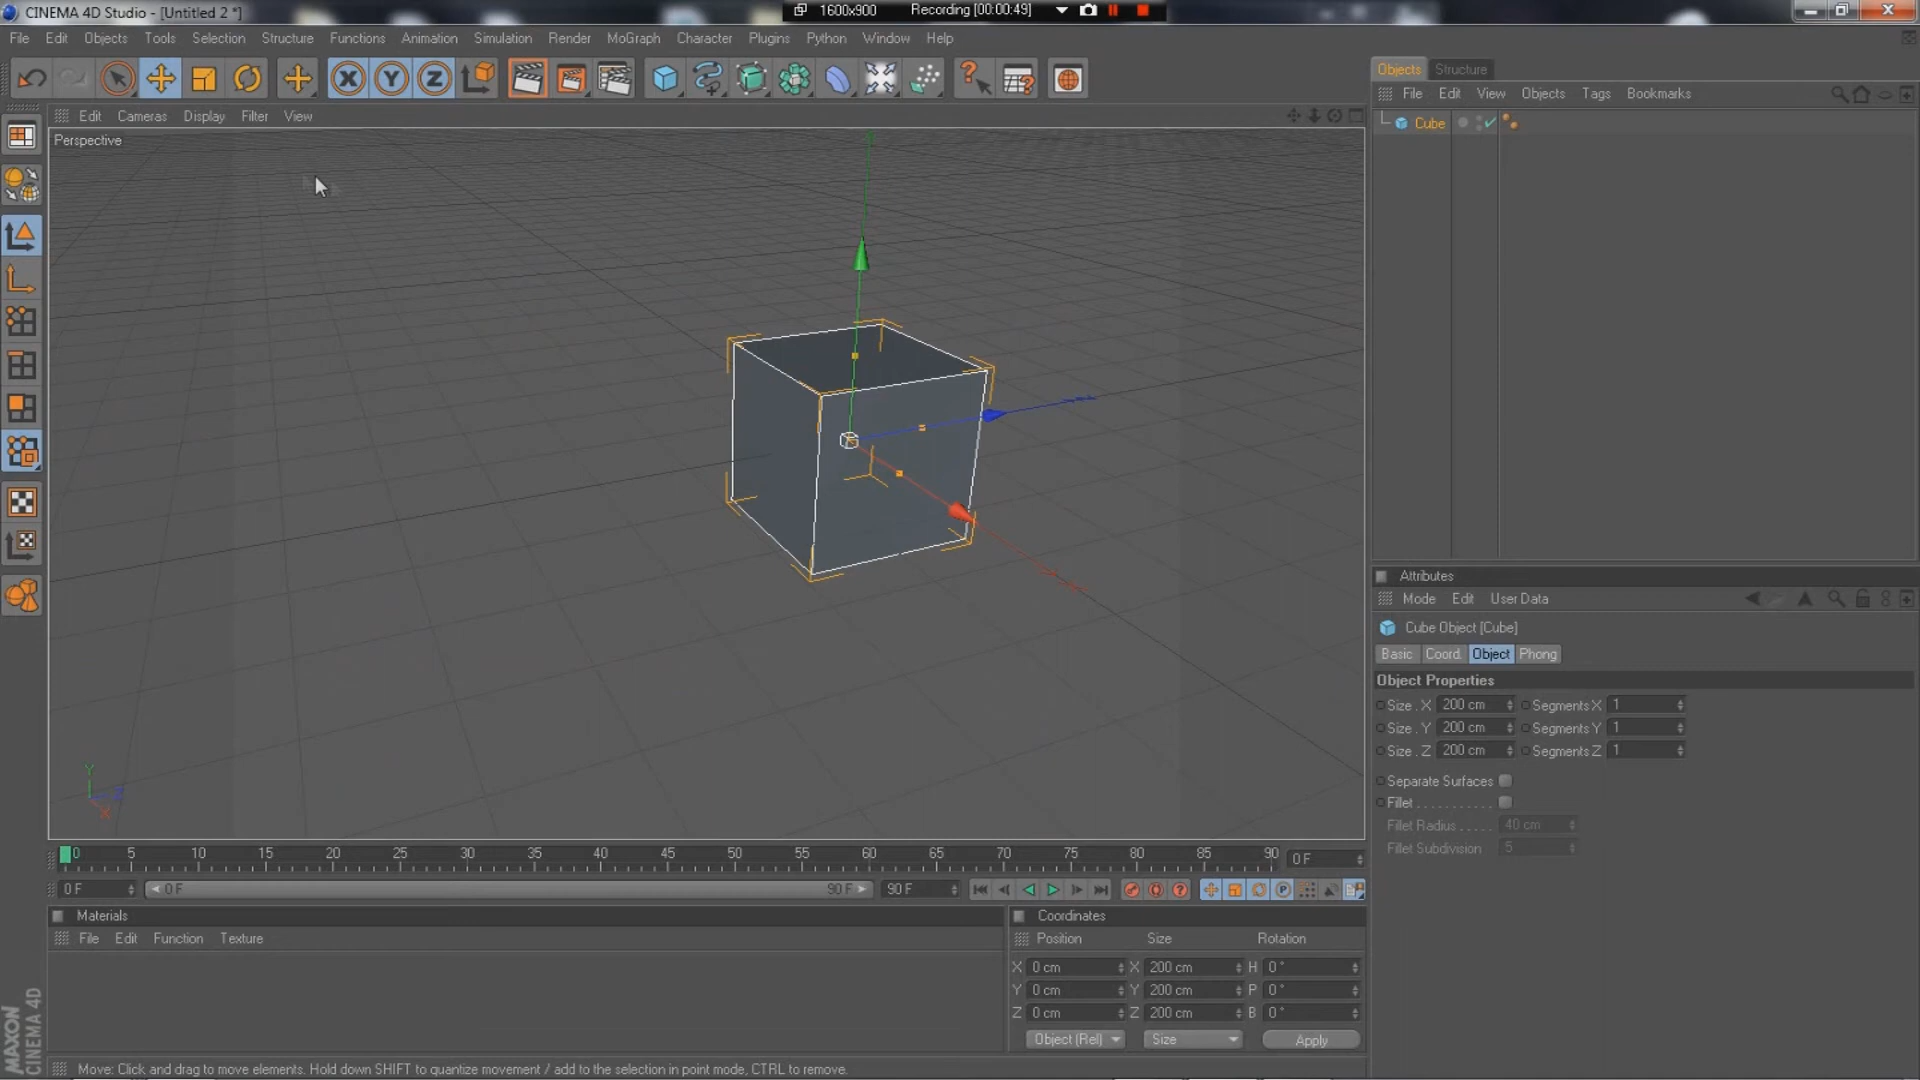 CINEMA 4D Studio - [Untitled 2 *]
1600x900 Recording [00:00:49]
File Edit Objects Tools Selection Structure Functions Animation Simulation Render MoGraph Character Plugins Python Window Help
X Y Z
Objects Structure
File Edit View Objects Tags Bookmarks
Edit Cameras Display Filter View
Cube
Perspective
Attributes
Mode Edit User Data
Cube Object [Cube]
Basic Coord. Object Phong
Object Properties
Size . X 200 cm Segments X 1
Size . Y 200 cm Segments Y 1
Size . Z 200 cm Segments Z 1
Separate Surfaces
Fillet . . . . . . . . . . .
Fillet Radius . . . . . 40 cm
Fillet Subdivision 5
Y
Z
X
0 5 10 15 20 25 30 35 40 45 50 55 60 65 70 75 80 85 90 0 F
0 F 0 F 90 F 90 F
Materials
File Edit Function Texture
Coordinates
Position Size Rotation
X 0 cm X 200 cm H 0 °
Y 0 cm Y 200 cm P 0 °
Z 0 cm Z 200 cm B 0 °
Object (Rel) Size Apply
MAXON
CINEMA 4D
Move: Click and drag to move elements. Hold down SHIFT to quantize movement / add to the selection in point mode, CTRL to remove.